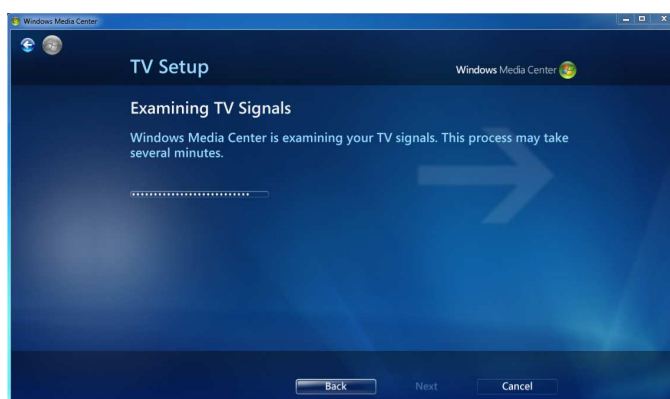 Windows Media Center
TV Setup
Windows Media Center
Examining TV Signals
Windows Media Center is examining your TV signals. This process may take
several minutes.
Back
Next
Cancel